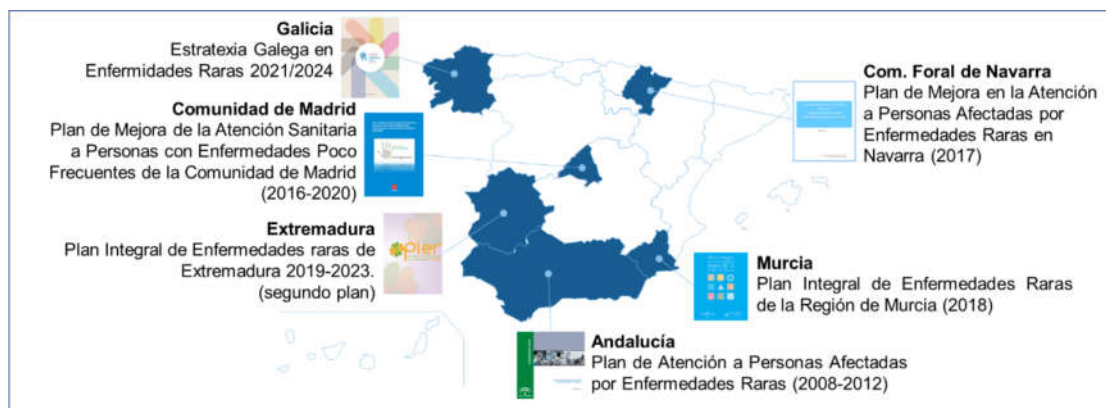 Galicia
Estratexia Galega en
Enfermidades Raras 2021/2024
Comunidad de Madrid
Plan de Mejora de la Atención Sanitaria
a Personas con Enfermedades Poco
Frecuentes de la Comunidad de Madrid
(2016-2020)
Extremadura
Plan Integral de Enfermedades raras de
Extremadura 2019-2023.
(segundo plan)
pier
Com. Foral de Navarra
Plan de Mejora en la Atención
a Personas Afectadas por
Enfermedades Raras en
Navarra (2017)
Murcia
Plan Integral de Enfermedades Raras
de la Región de Murcia (2018)
Andalucía
Plan de Atención a Personas Afectadas
por Enfermedades Raras (2008-2012)